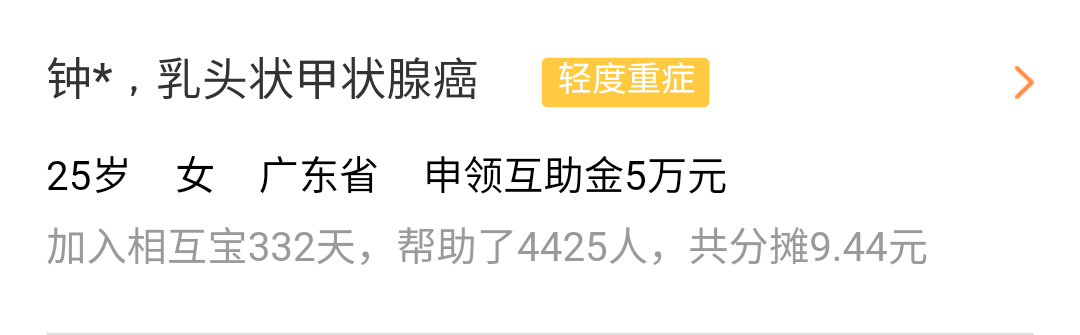 钟*，乳头状甲状腺癌 轻度重症
25岁 女 广东省 申领互助金5万元
加入相互宝332天，帮助了4425人，共分摊9.44元